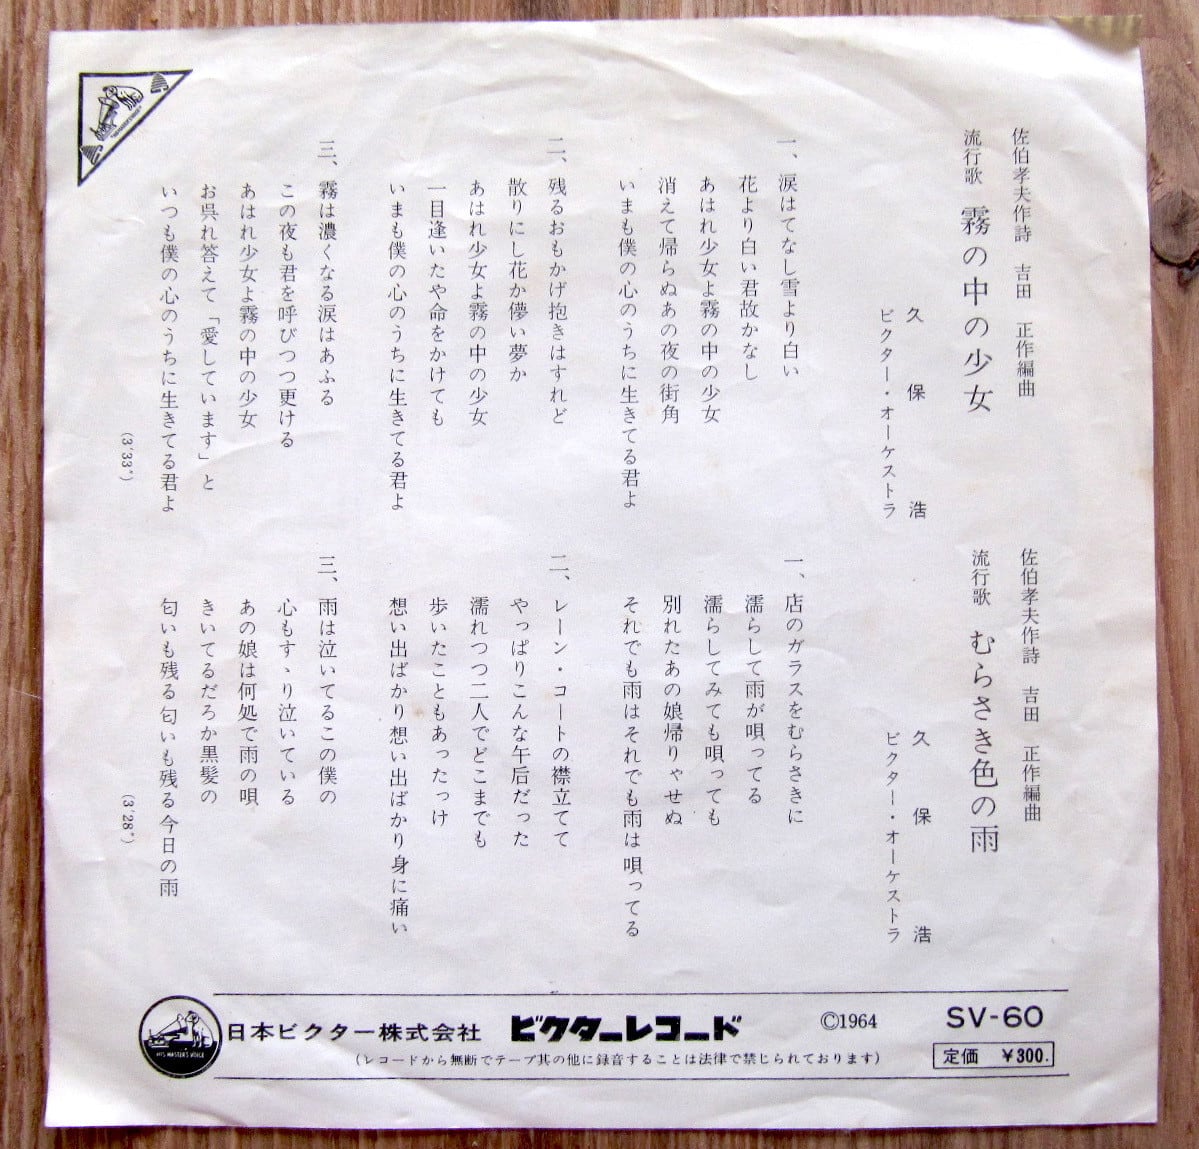 佐伯孝夫作詩 吉田 正作編曲
流行歌 霧の中の少女
久保 浩
ビクター・オーケストラ
一、涙はてなし雪より白い
花より白い君故かなし
あはれ少女よ霧の中の少女
消えて帰らぬあの夜の街角
いまも僕の心のうちに生きてる君よ
二、残るおもかげ抱きはすれど
散りにし花か儚い夢か
あはれ少女よ霧の中の少女
一目逢いたや命をかけても
いまも僕の心のうちに生きてる君よ
三、霧は濃くなる涙はあふる
この夜も君を呼びつつ更ける
あはれ少女よ霧の中の少女
お呉れ答えて「愛しています」と
いつも僕の心のうちに生きてる君よ
(3'33")
佐伯孝夫作詩 吉田 正作編曲
流行歌 むらさき色の雨
久保 浩
ビクター・オーケストラ
一、店のガラスをむらさきに
濡らして雨が唄ってる
濡らしてみても唄っても
別れたあの娘帰りゃせぬ
それでも雨はそれでも雨は唄ってる
二、レーン・コートの襟立てて
やっぱりこんな午后だった
濡れつつ二人でどこまでも
歩いたこともあったっけ
想い出ばかり想い出ばかり身に痛い
三、雨は泣いてるこの僕の
心もすゝり泣いている
あの娘は何処で雨の唄
きいてるだろか黒髪の
匂いも残る匂いも残る今日の雨
(3'28")
HIS MASTER'S VOICE
日本ビクター株式会社 ビクターレコード Ⓒ1964 SV-60
(レコードから無断でテープ其の他に録音することは法律で禁じられております)
定価 ¥300.